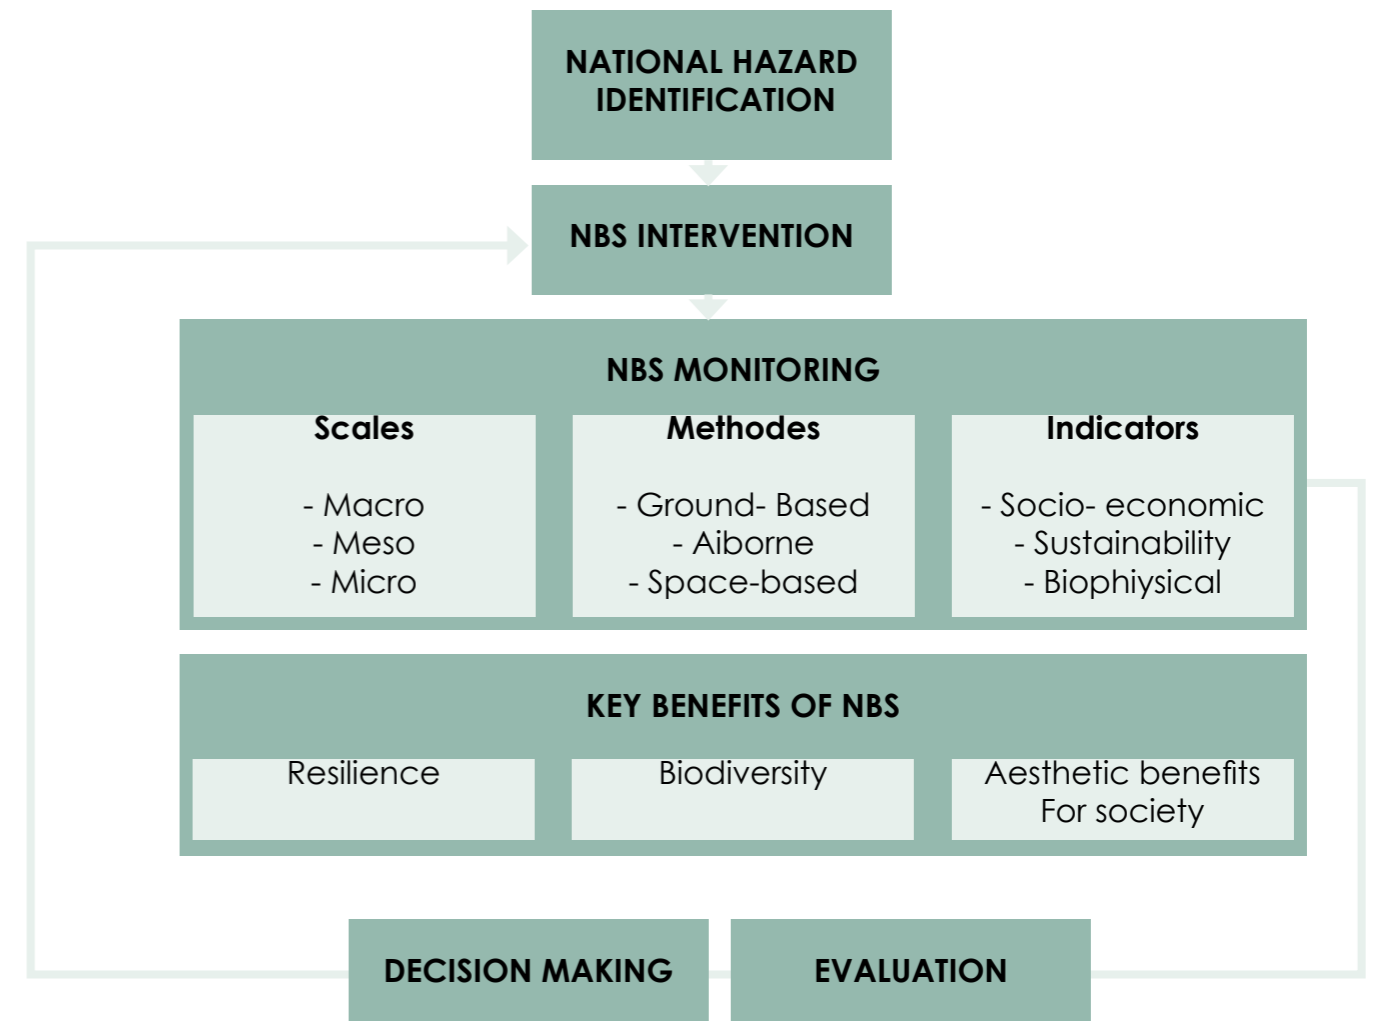 NATIONAL HAZARD
IDENTIFICATION
NBS INTERVENTION
NBS MONITORING
Scales
- Macro
- Meso
- Micro
Methodes
- Ground- Based
- Aiborne
- Space-based
Indicators
- Socio- economic
- Sustainability
- Biophiysical
KEY BENEFITS OF NBS
Resilience
Biodiversity
Aesthetic benefits
For society
DECISION MAKING
EVALUATION